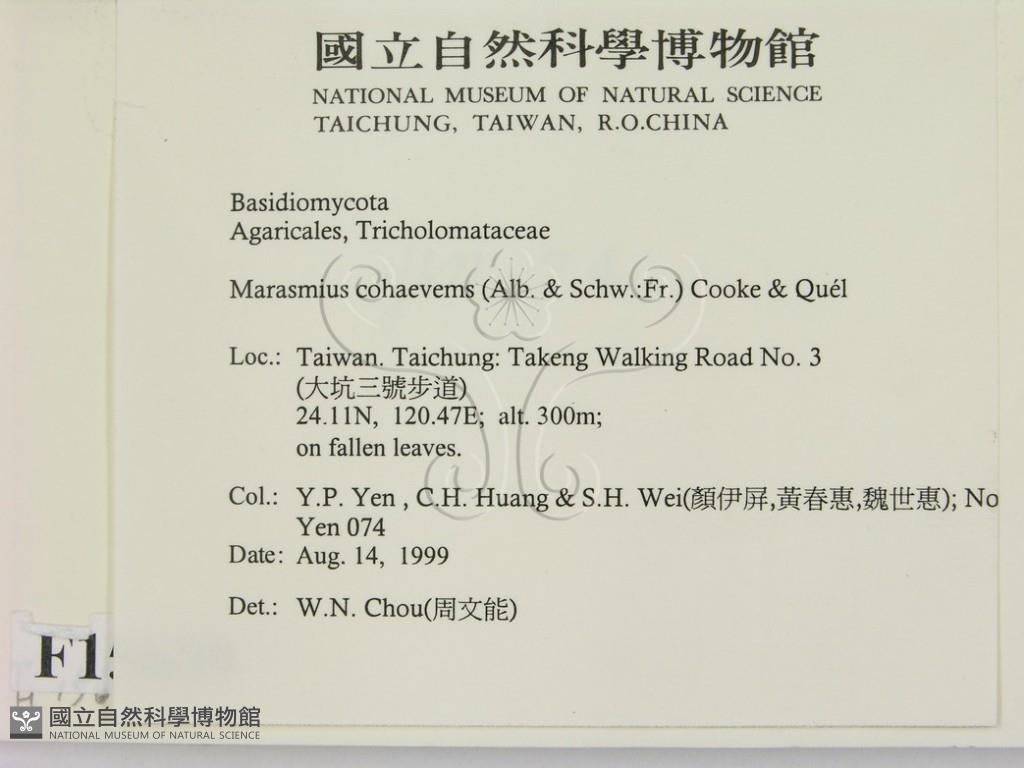 國立自然科學博物館
NATIONAL MUSEUM OF NATURAL SCIENCE
TAICHUNG, TAIWAN, R.O.CHINA
Basidiomycota
Agaricales, Tricholomataceae
Marasmius cohaevems (Alb. & Schw.:Fr.) Cooke & Quél
Loc.: Taiwan. Taichung: Takeng Walking Road No. 3
(大坑三號步道)
24.11N, 120.47E; alt. 300m;
on fallen leaves.
Col.: Y.P. Yen , C.H. Huang & S.H. Wei(顏伊屏,黃春惠,魏世惠); No
Yen 074
Date: Aug. 14, 1999
Det.: W.N. Chou(周文能)
國立自然科學博物館
NATIONAL MUSEUM OF NATURAL SCIENCE